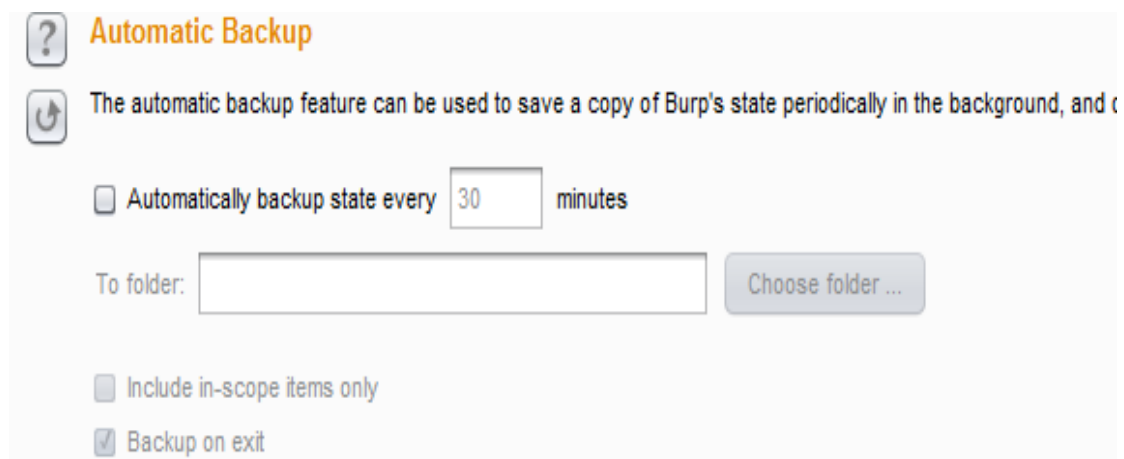 ?
Automatic Backup
The automatic backup feature can be used to save a copy of Burp's state periodically in the background, and
Automatically backup state every 30 minutes
To folder: Choose folder ...
Include in-scope items only
Backup on exit